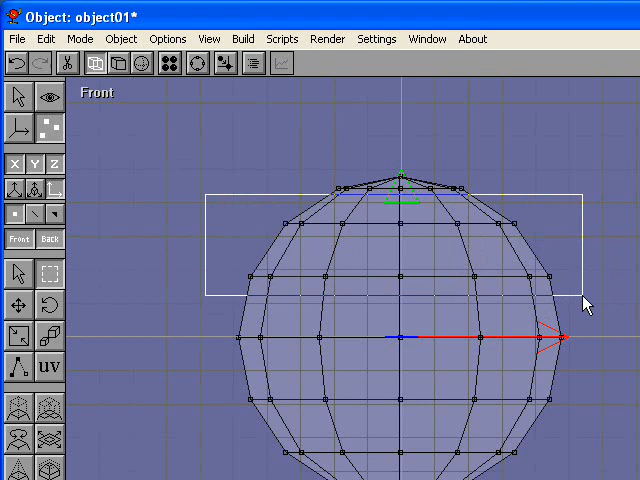 Object: object01*
File Edit Mode Object Options View Build Scripts Render Settings Window About
Front
X Y Z
Front Back
uv